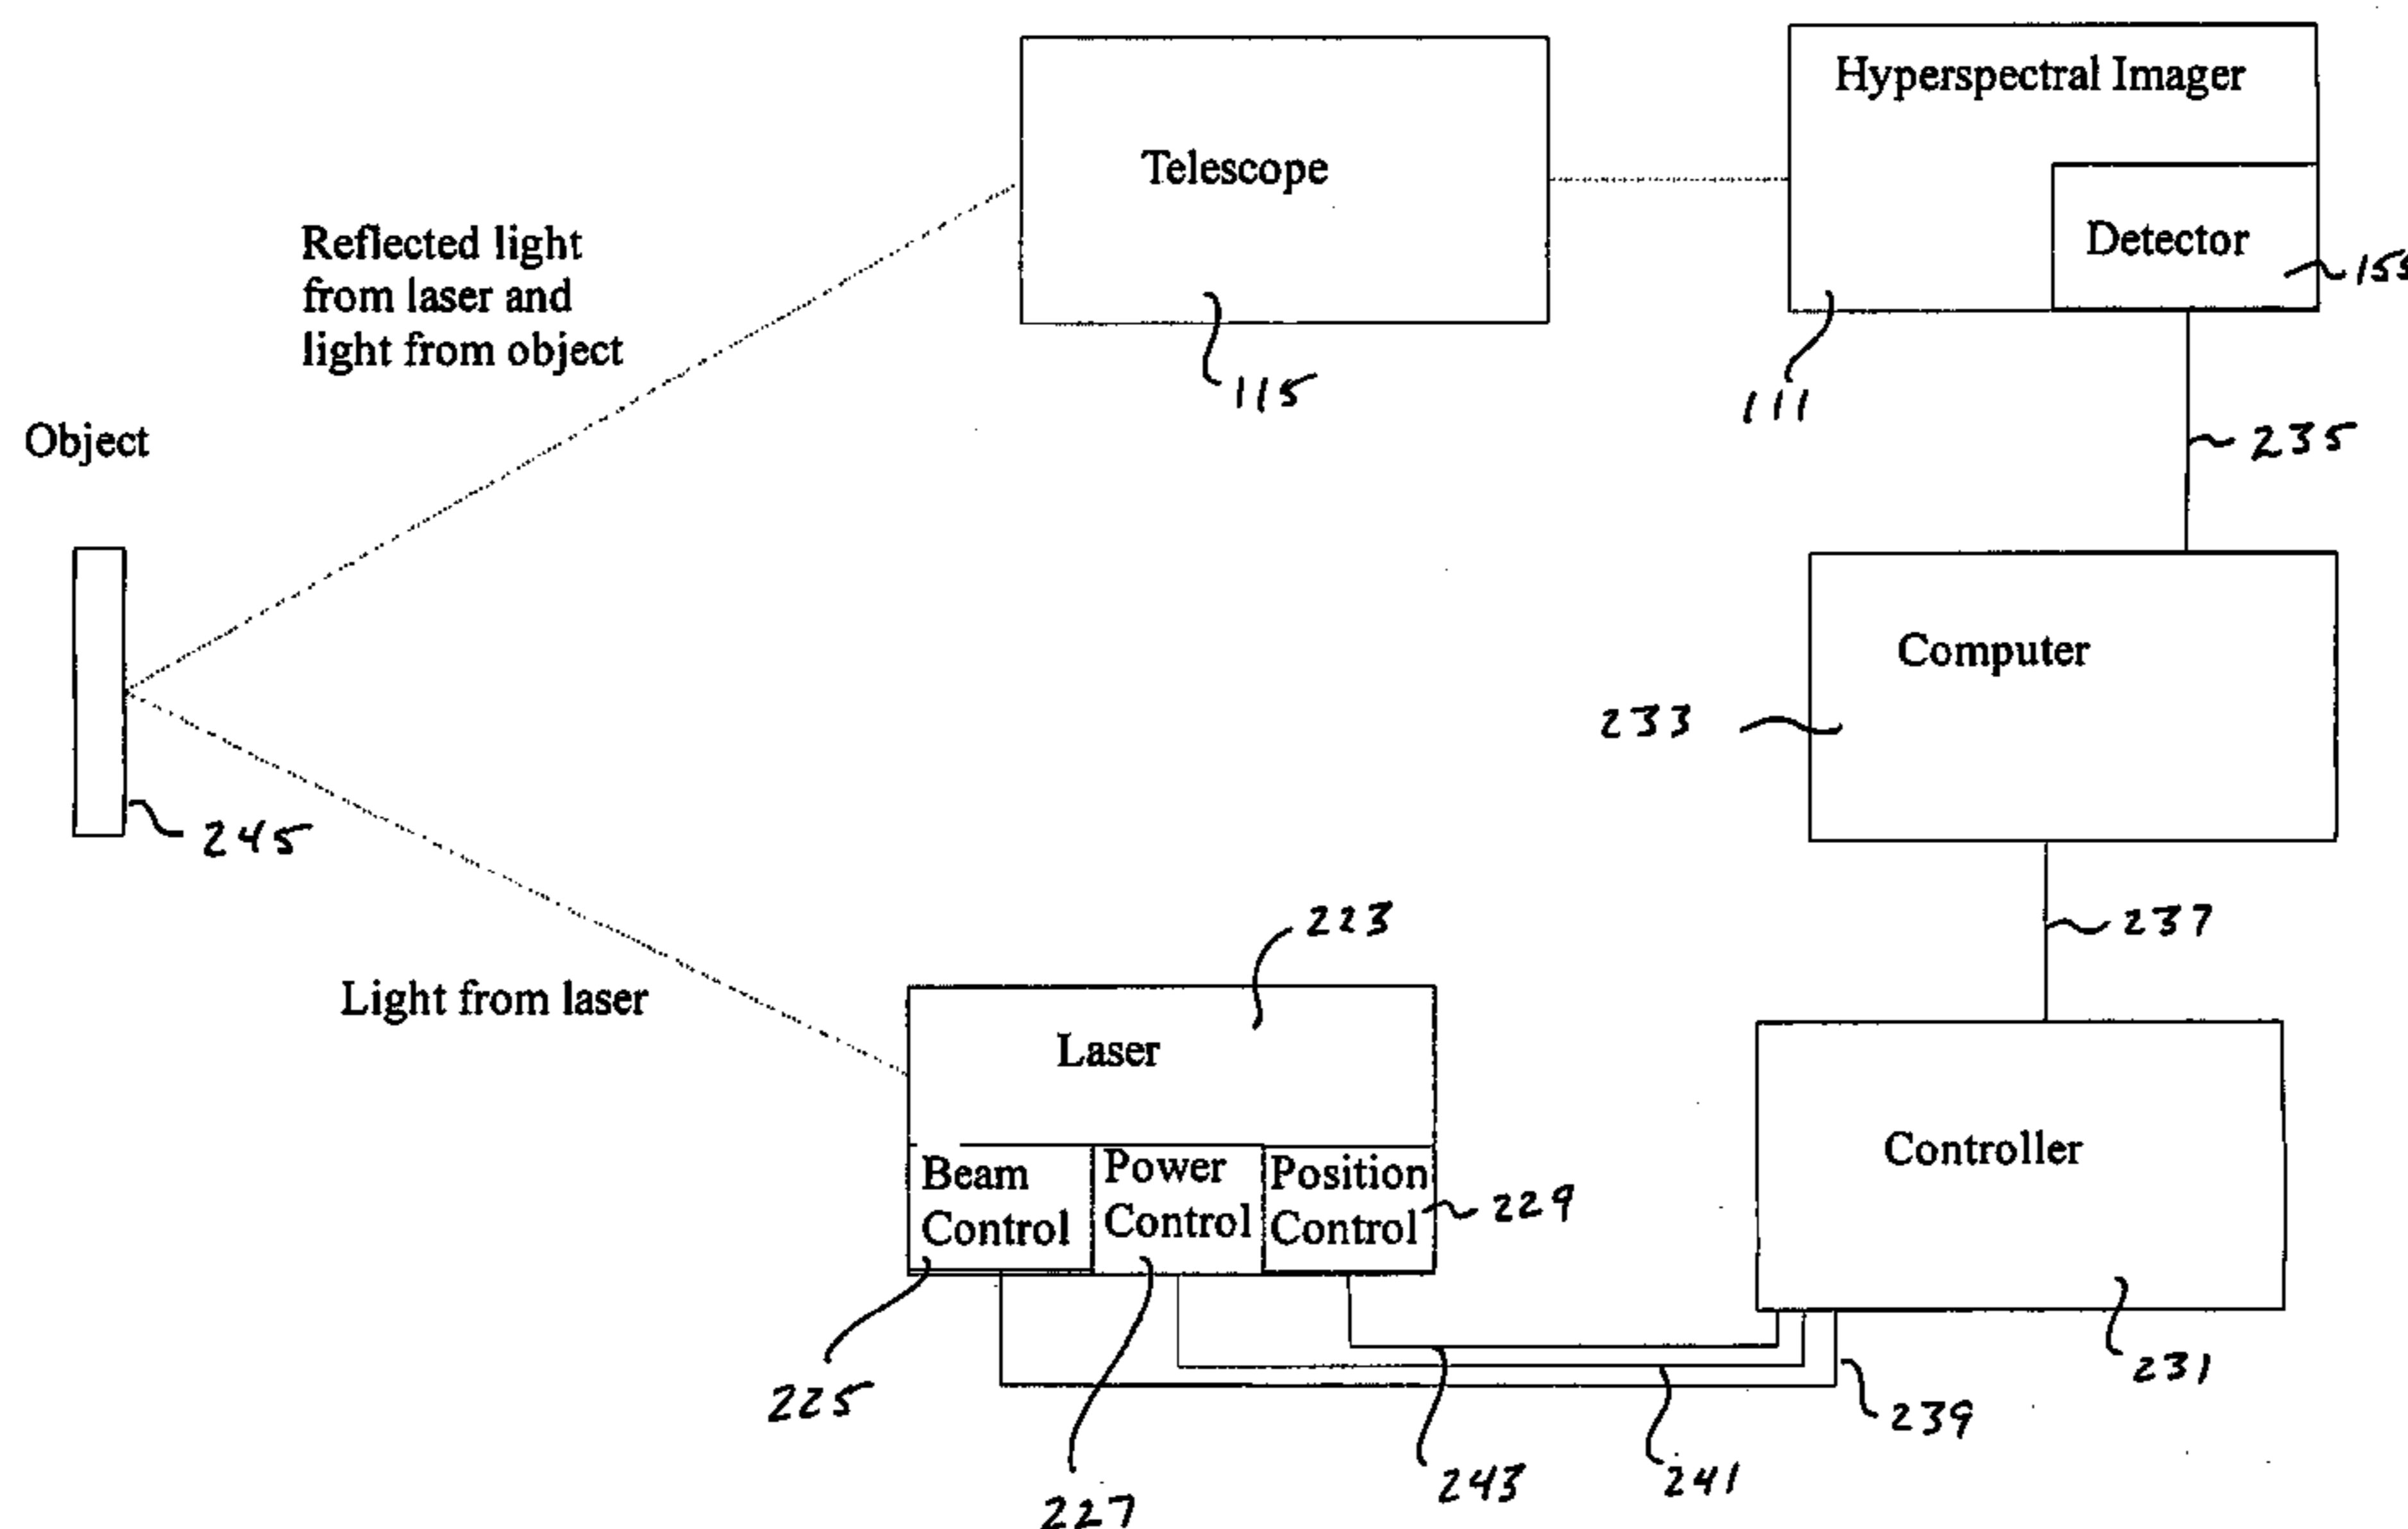 Hyperspectral Imager
Telescope
Detector
155
Reflected light
from laser and
light from object
115
111
Object
235
Computer
233
245
223
237
Light from laser
Laser
Controller
Beam
Control
Power
Control
Position
Control
229
225
231
239
243
241
227